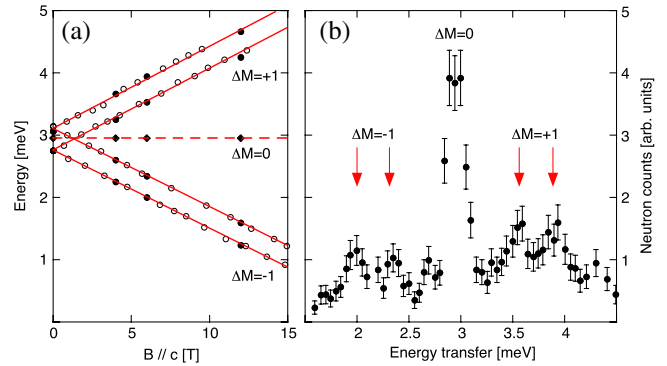 (a)
5
4
3
2
1
0
5
10
15
Energy [meV]
B // c [T]
ΔM=+1
ΔM=0
ΔM=-1
(b)
ΔM=0
ΔM=-1
ΔM=+1
2
2.5
3
3.5
4
Energy transfer [meV]
5
4
3
2
1
0
Neutron counts [arb. units]